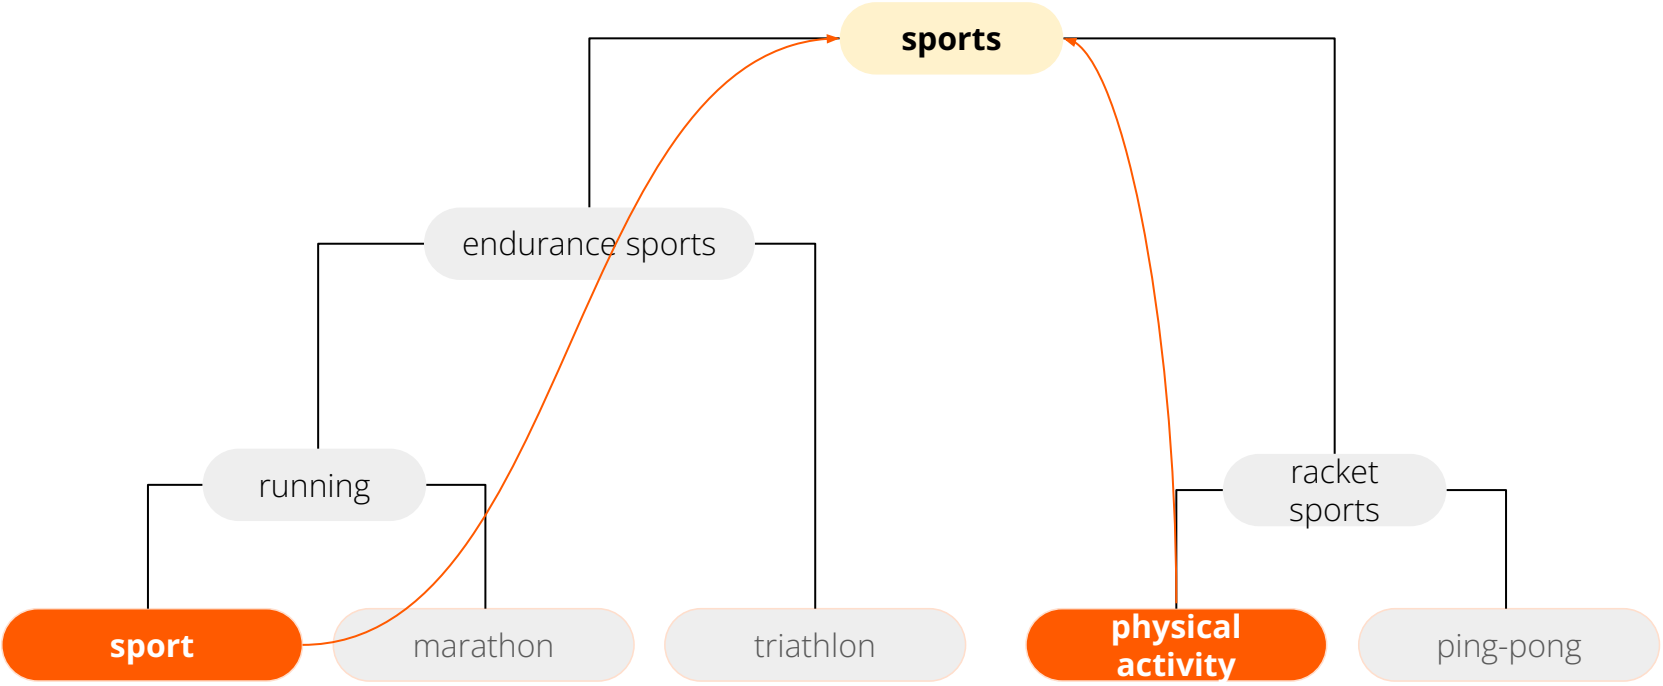 sports
endurance sports
running
racket
sports
sport
marathon
triathlon
physical
activity
ping-pong